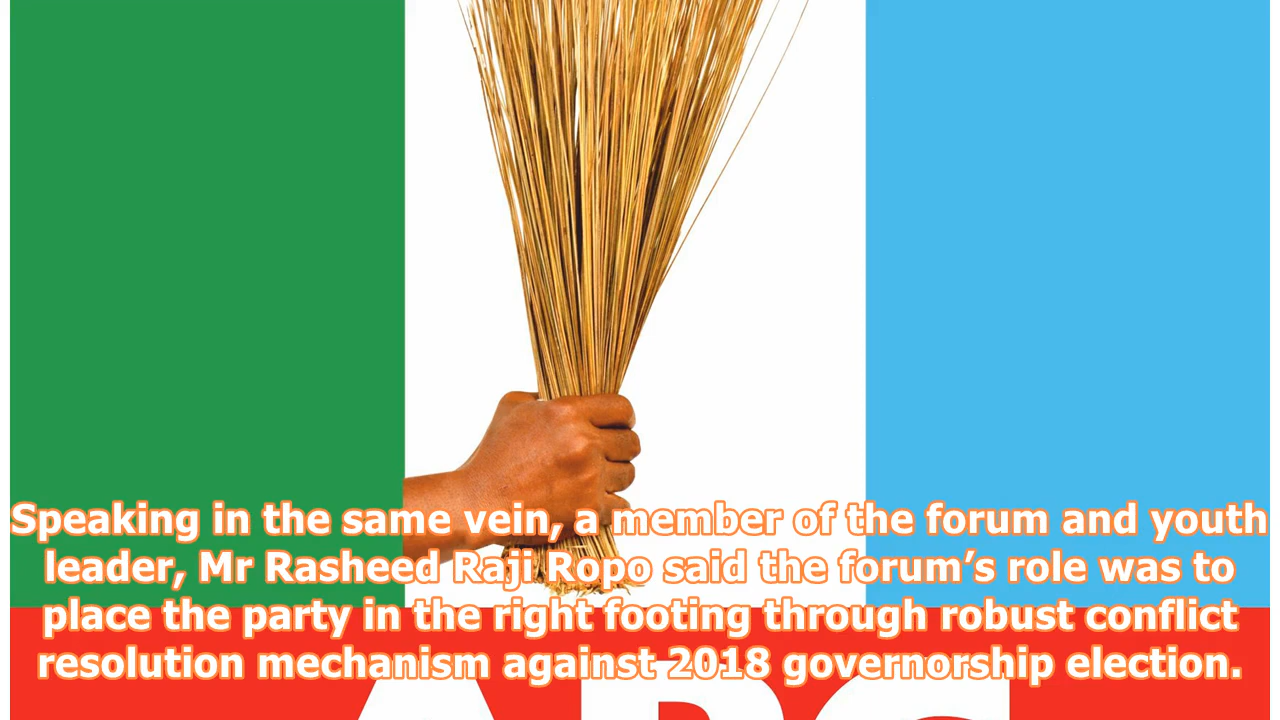 Speaking in the same vein, a member of the forum and youth
leader, Mr Rasheed Raji Ropo said the forum’s role was to
place the party in the right footing through robust conflict
resolution mechanism against 2018 governorship election.
APC